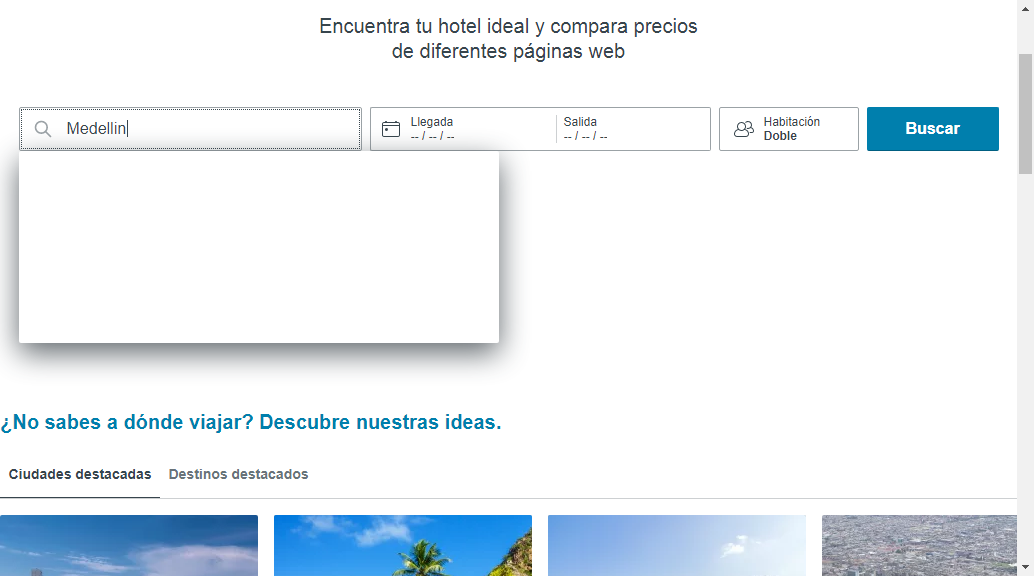 Encuentra tu hotel ideal y compara precios
de diferentes páginas web
Medellin
Llegada
-- / -- / --
Salida
-- / -- / --
Habitación
Doble
Buscar
¿No sabes a dónde viajar? Descubre nuestras ideas.
Ciudades destacadas
Destinos destacados